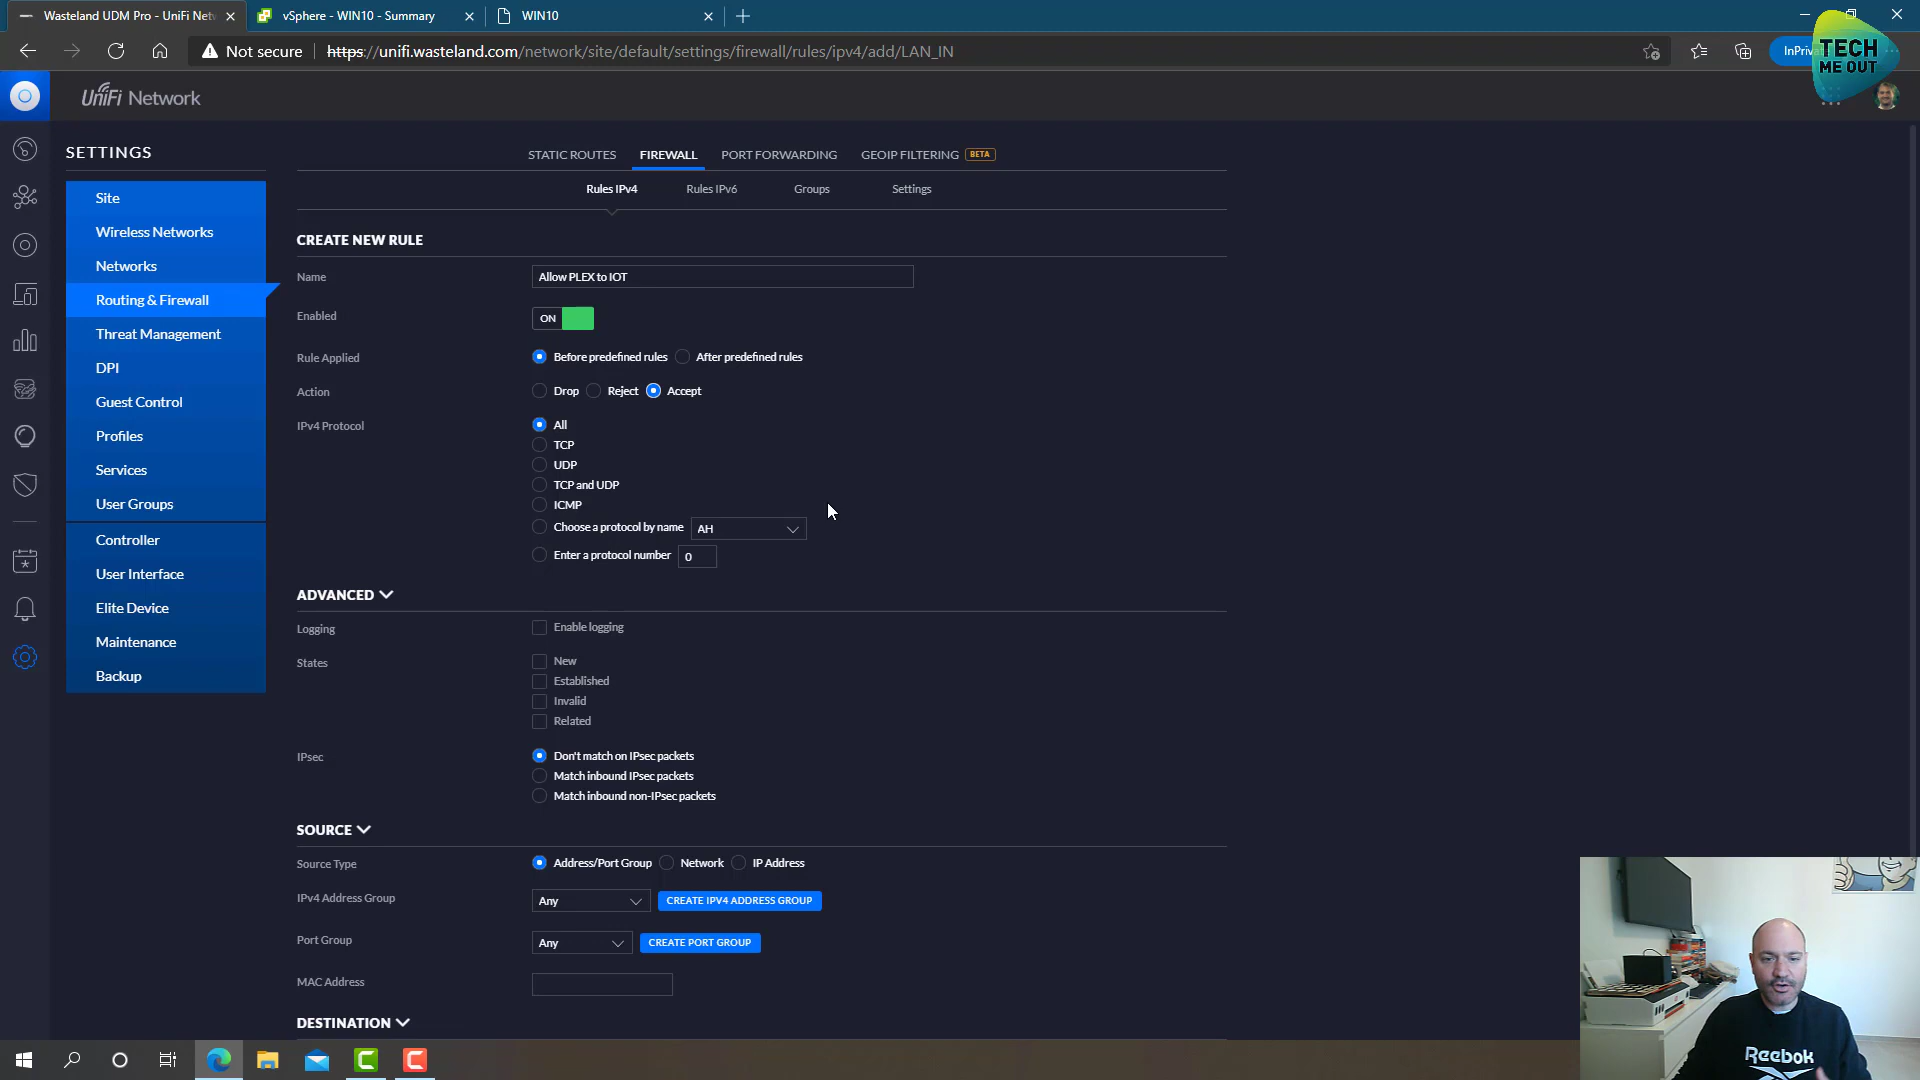 Wasteland UDM Pro - UniFi Netw
vSphere - WIN10 - Summary
WIN10
Not secure
https://unifi.wasteland.com/network/site/default/settings/firewall/rules/ipv4/add/LAN_IN
InPriv
TECH
ME OUT
UniFi Network
SETTINGS
Site
Wireless Networks
Networks
Routing & Firewall
Threat Management
DPI
Guest Control
Profiles
Services
User Groups
Controller
User Interface
Elite Device
Maintenance
Backup
STATIC ROUTES
FIREWALL
PORT FORWARDING
GEOIP FILTERING BETA
Rules IPv4
Rules IPv6
Groups
Settings
CREATE NEW RULE
Name
Allow PLEX to IOT
Enabled
ON
Rule Applied
Before predefined rules
After predefined rules
Action
Drop
Reject
Accept
IPv4 Protocol
All
TCP
UDP
TCP and UDP
ICMP
Choose a protocol by name
AH
Enter a protocol number
0
ADVANCED
Logging
Enable logging
States
New
Established
Invalid
Related
IPsec
Don't match on IPsec packets
Match inbound IPsec packets
Match inbound non-IPsec packets
SOURCE
Source Type
Address/Port Group
Network
IP Address
IPv4 Address Group
Any
CREATE IPV4 ADDRESS GROUP
Port Group
Any
CREATE PORT GROUP
MAC Address
DESTINATION
Reebok